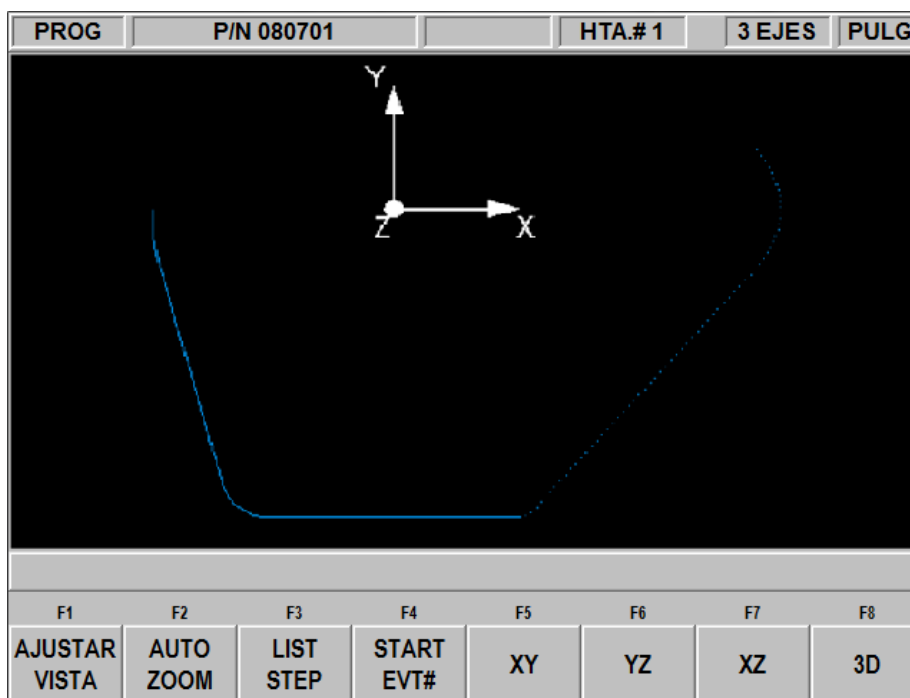 PROG P/N 080701 HTA.# 1 3 EJES PULG
Y
Z X
F1 F2 F3 F4 F5 F6 F7 F8
AJUSTAR VISTA
AUTO ZOOM
LIST STEP
START EVT#
XY
YZ
XZ
3D